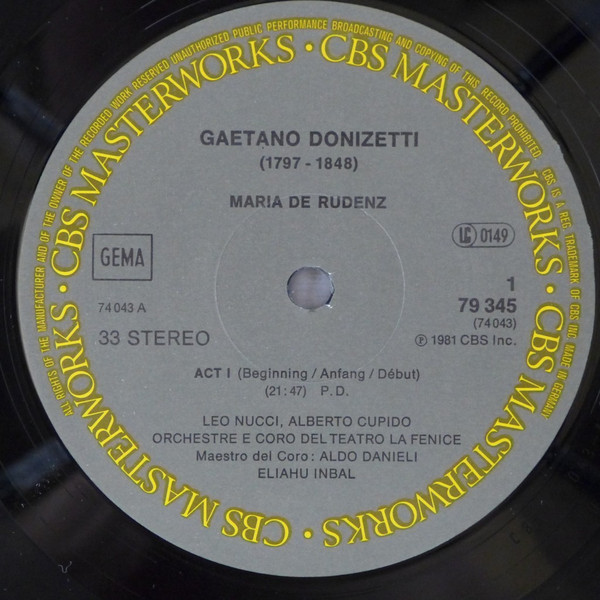 ALL RIGHTS OF THE MANUFACTURER AND OF THE OWNER OF THE RECORDED WORK RESERVED UNAUTHORIZED PUBLIC PERFORMANCE BROADCASTING AND COPYING OF THIS RECORD PROHIBITED. CBS IS A REG. TRADEMARK OF CBS INC. MADE IN GERMANY
CBS MASTERWORKS · CBS MASTERWORKS · CBS MASTERWORKS · CBS MASTERWORKS ·
GAETANO DONIZETTI
(1797 - 1848)
MARIA DE RUDENZ
GEMA
LC 0149
74 043 A
1
79 345
(74 043)
33 STEREO
℗ 1981 CBS Inc.
ACT I (Beginning / Anfang / Début)
(21:47) P. D.
LEO NUCCI, ALBERTO CUPIDO
ORCHESTRE E CORO DEL TEATRO LA FENICE
Maestro del Coro : ALDO DANIELI
ELIAHU INBAL